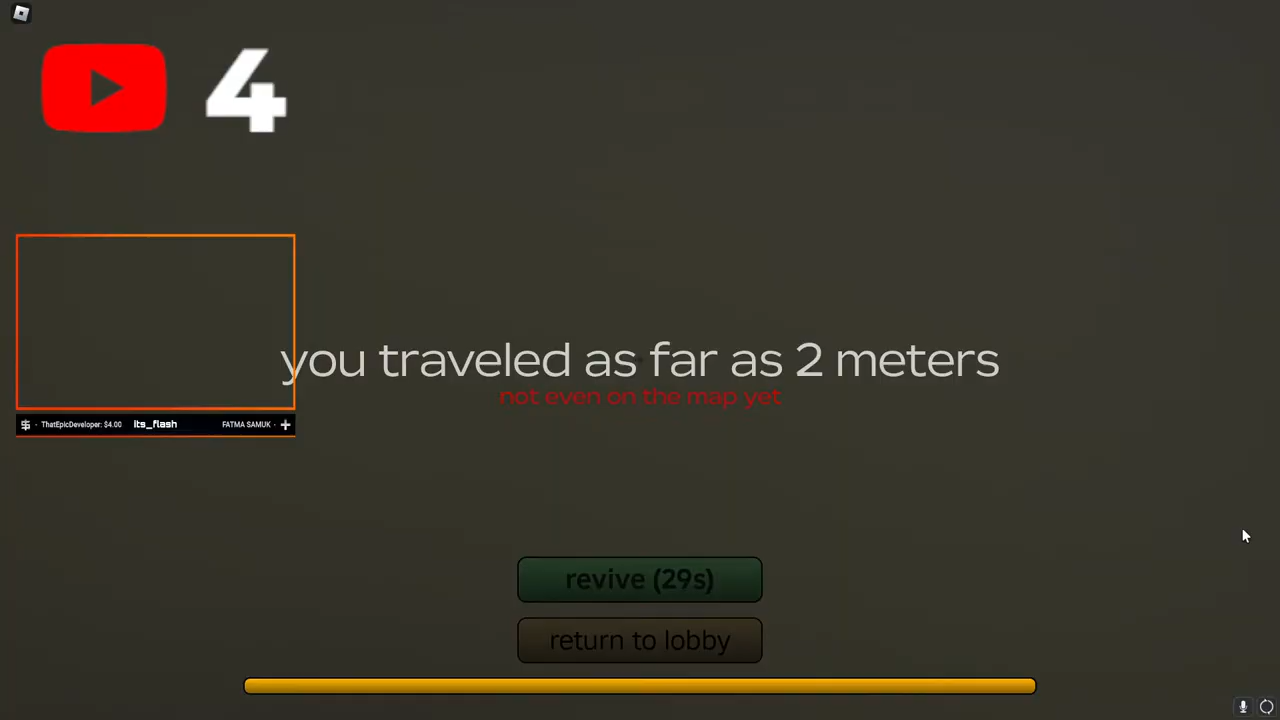 4
you traveled as far as 2 meters
not even on the map yet
$ · ThatEpicDeveloper: $4.00 its_flash FATMA SAMUK · +
revive (29s)
return to lobby